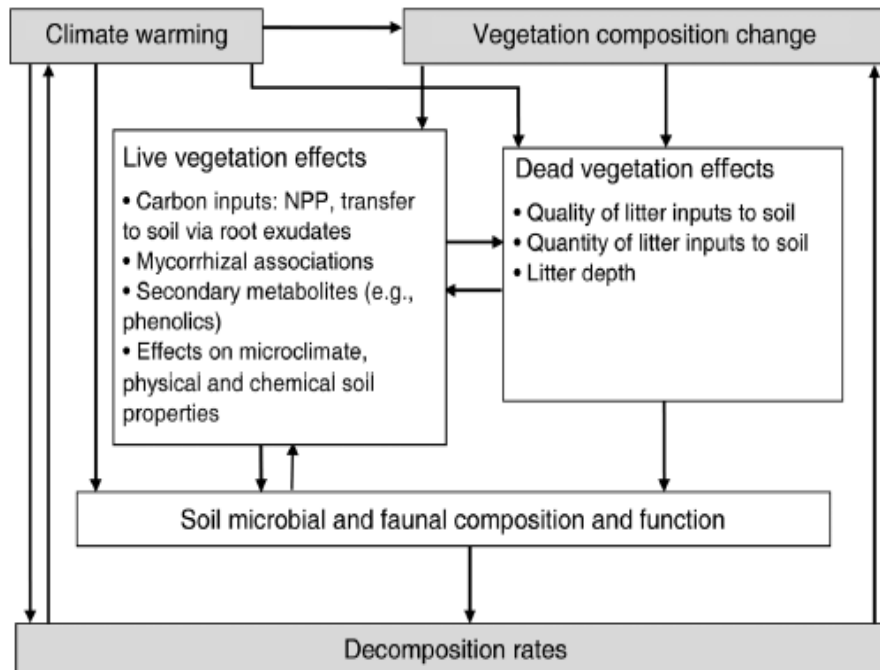 Climate warming
Vegetation composition change
Live vegetation effects
• Carbon inputs: NPP, transfer
to soil via root exudates
• Mycorrhizal associations
• Secondary metabolites (e.g.,
phenolics)
• Effects on microclimate,
physical and chemical soil
properties
Dead vegetation effects
• Quality of litter inputs to soil
• Quantity of litter inputs to soil
• Litter depth
Soil microbial and faunal composition and function
Decomposition rates